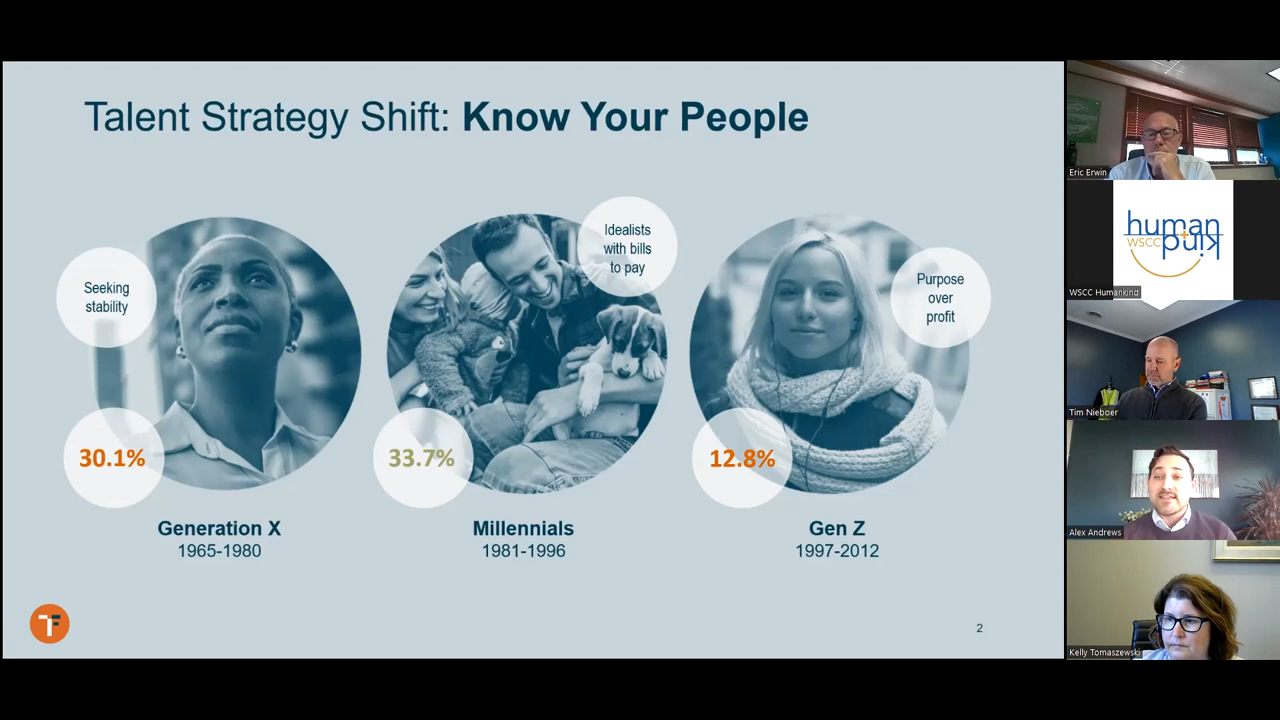 Talent Strategy Shift: Know Your People
Seeking
stability
30.1%
Generation X
1965-1980
Idealists
with bills
to pay
33.7%
Millennials
1981-1996
Purpose
over
profit
12.8%
Gen Z
1997-2012
TF
2
Eric Erwin
human
WSCC
kind
WSCC Humankind
Tim Nieboer
Alex Andrews
Kelly Tomaszewski